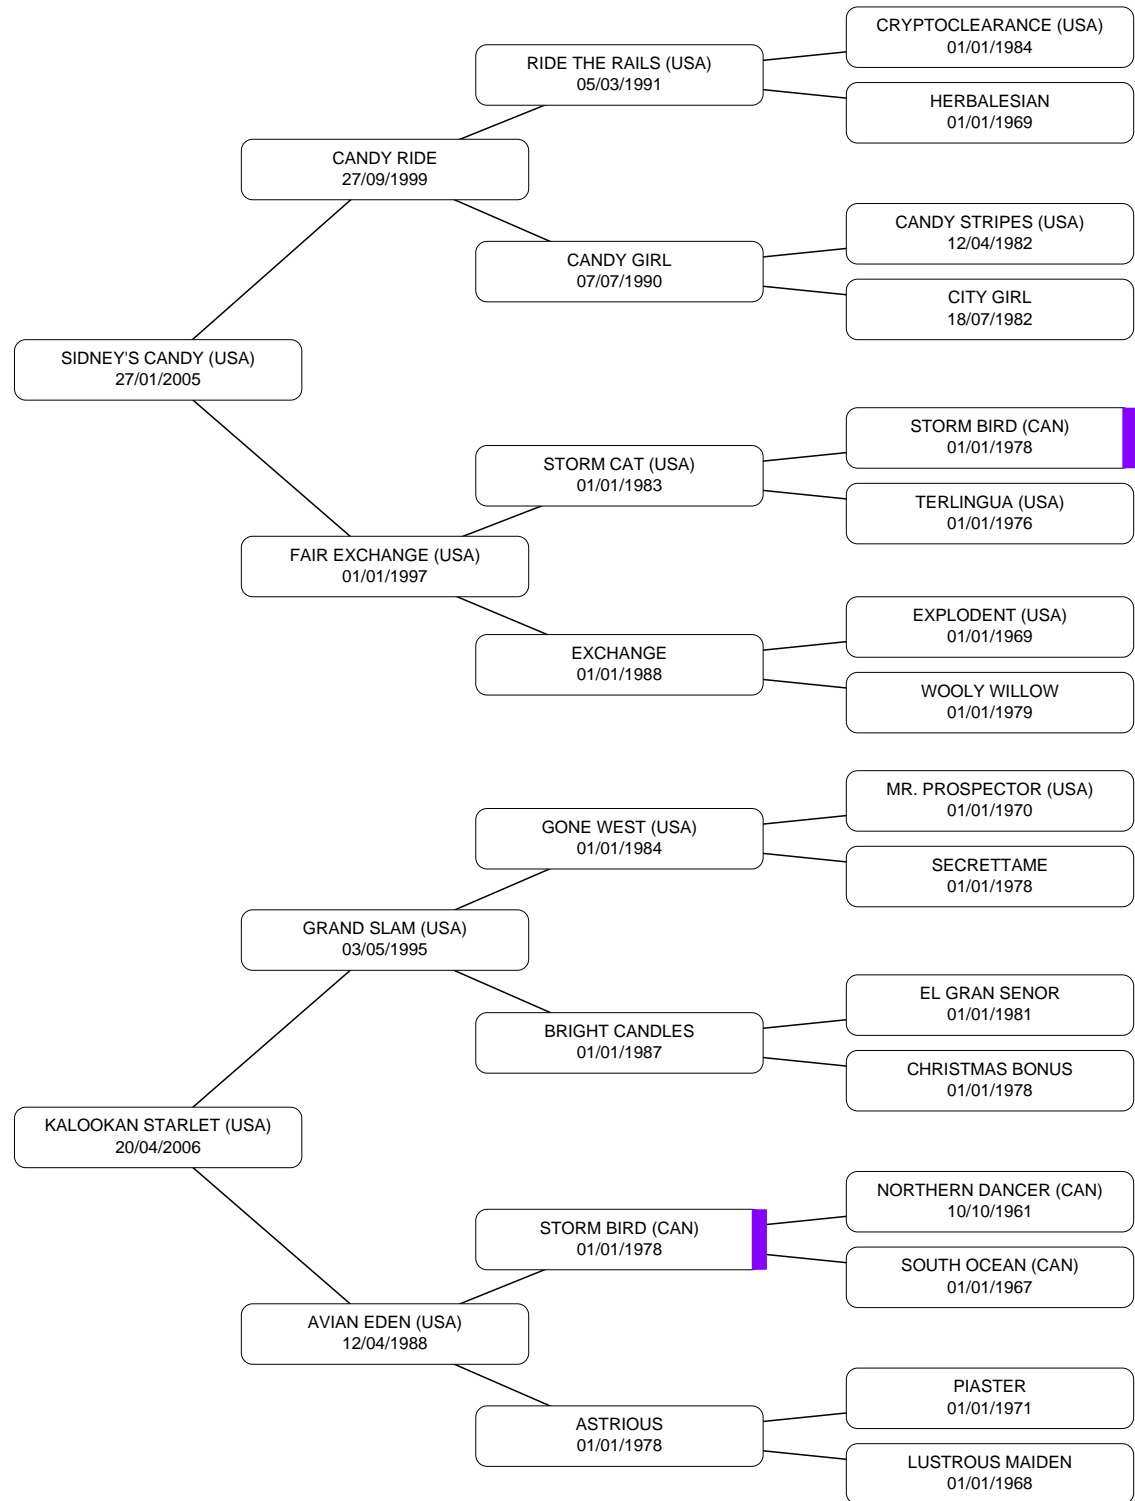 CRYPTOCLEARANCE (USA)
01/01/1984
RIDE THE RAILS (USA)
05/03/1991
HERBALESIAN
01/01/1969
CANDY RIDE
27/09/1999
CANDY STRIPES (USA)
12/04/1982
CANDY GIRL
07/07/1990
CITY GIRL
18/07/1982
SIDNEY'S CANDY (USA)
27/01/2005
STORM BIRD (CAN)
01/01/1978
STORM CAT (USA)
01/01/1983
TERLINGUA (USA)
01/01/1976
FAIR EXCHANGE (USA)
01/01/1997
EXPLODENT (USA)
01/01/1969
EXCHANGE
01/01/1988
WOOLY WILLOW
01/01/1979
MR. PROSPECTOR (USA)
01/01/1970
GONE WEST (USA)
01/01/1984
SECRETTAME
01/01/1978
GRAND SLAM (USA)
03/05/1995
EL GRAN SENOR
01/01/1981
BRIGHT CANDLES
01/01/1987
CHRISTMAS BONUS
01/01/1978
KALOOKAN STARLET (USA)
20/04/2006
NORTHERN DANCER (CAN)
10/10/1961
STORM BIRD (CAN)
01/01/1978
SOUTH OCEAN (CAN)
01/01/1967
AVIAN EDEN (USA)
12/04/1988
PIASTER
01/01/1971
ASTRIOUS
01/01/1978
LUSTROUS MAIDEN
01/01/1968